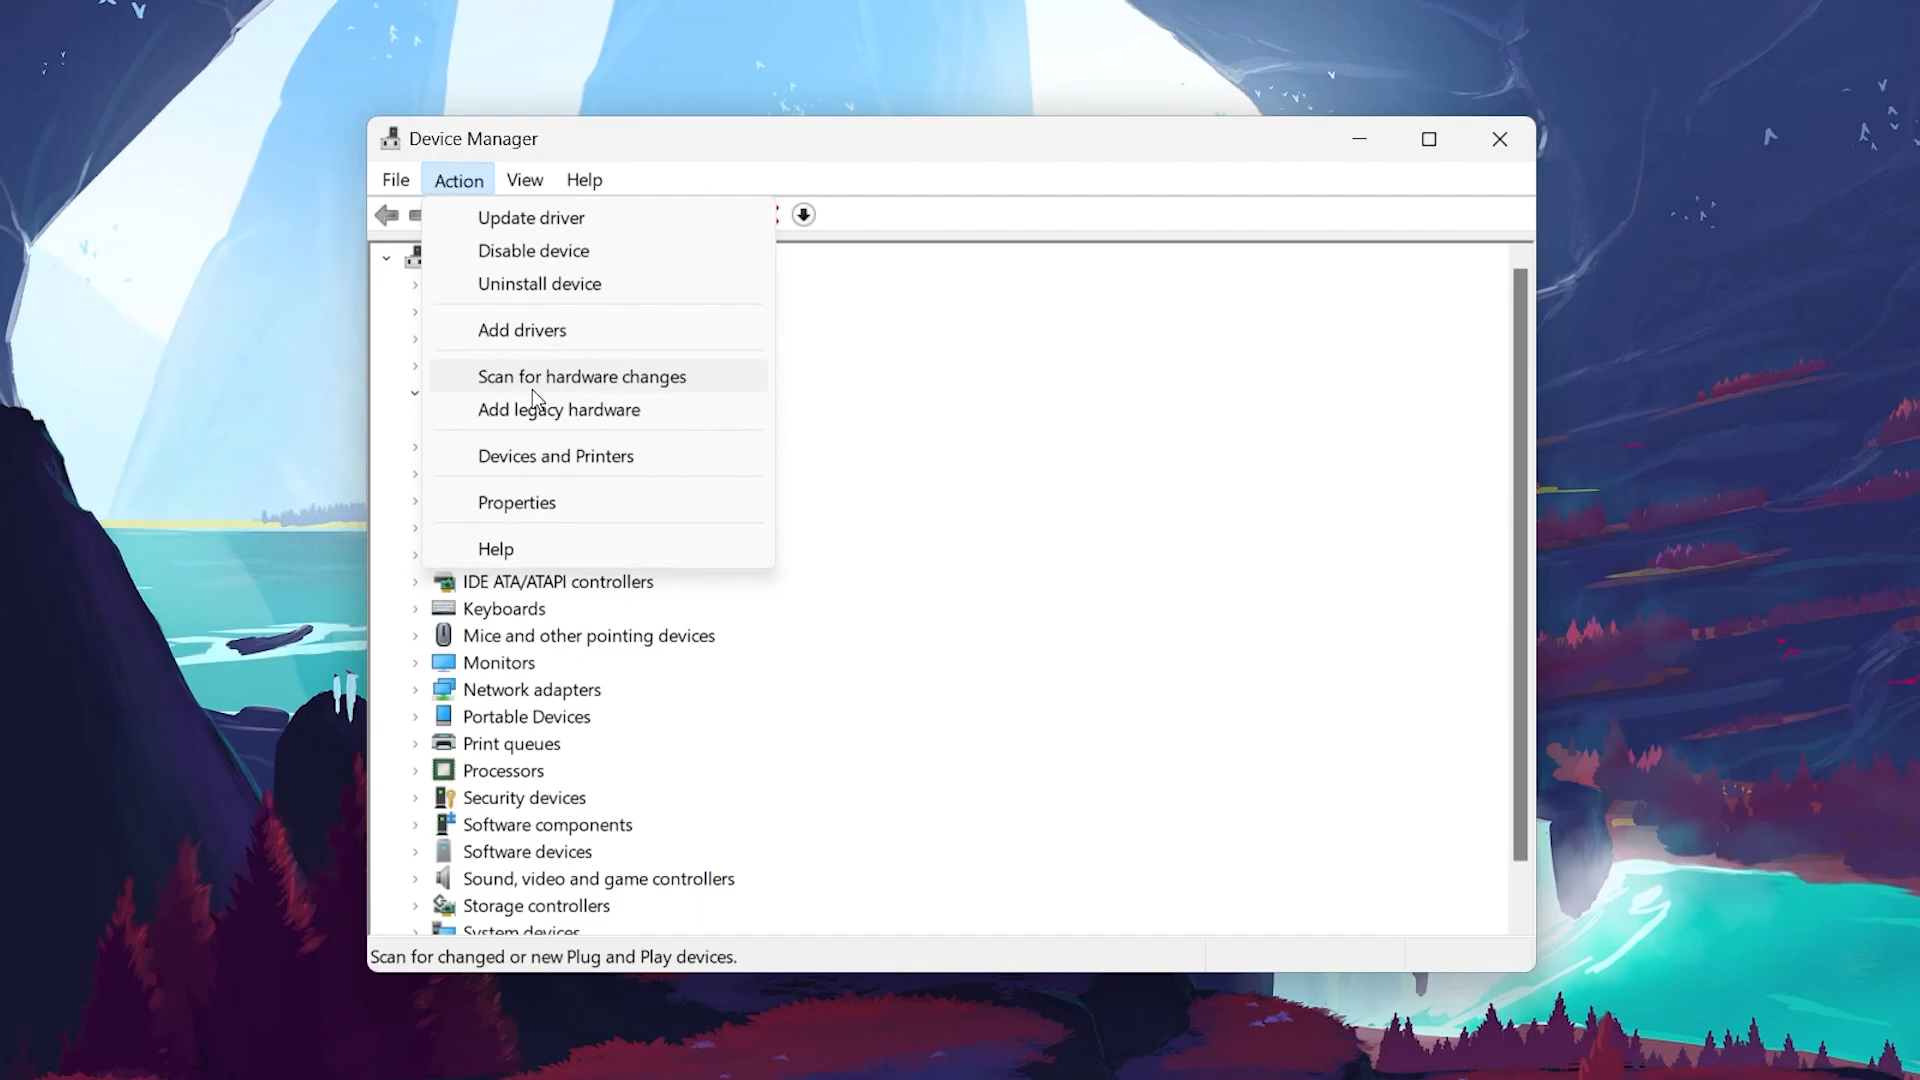 Device Manager
File Action View Help
Update driver
Disable device
Uninstall device
Add drivers
Scan for hardware changes
Add legacy hardware
Devices and Printers
Properties
Help
IDE ATA/ATAPI controllers
Keyboards
Mice and other pointing devices
Monitors
Network adapters
Portable Devices
Print queues
Processors
Security devices
Software components
Software devices
Sound, video and game controllers
Storage controllers
System devices
Scan for changed or new Plug and Play devices.